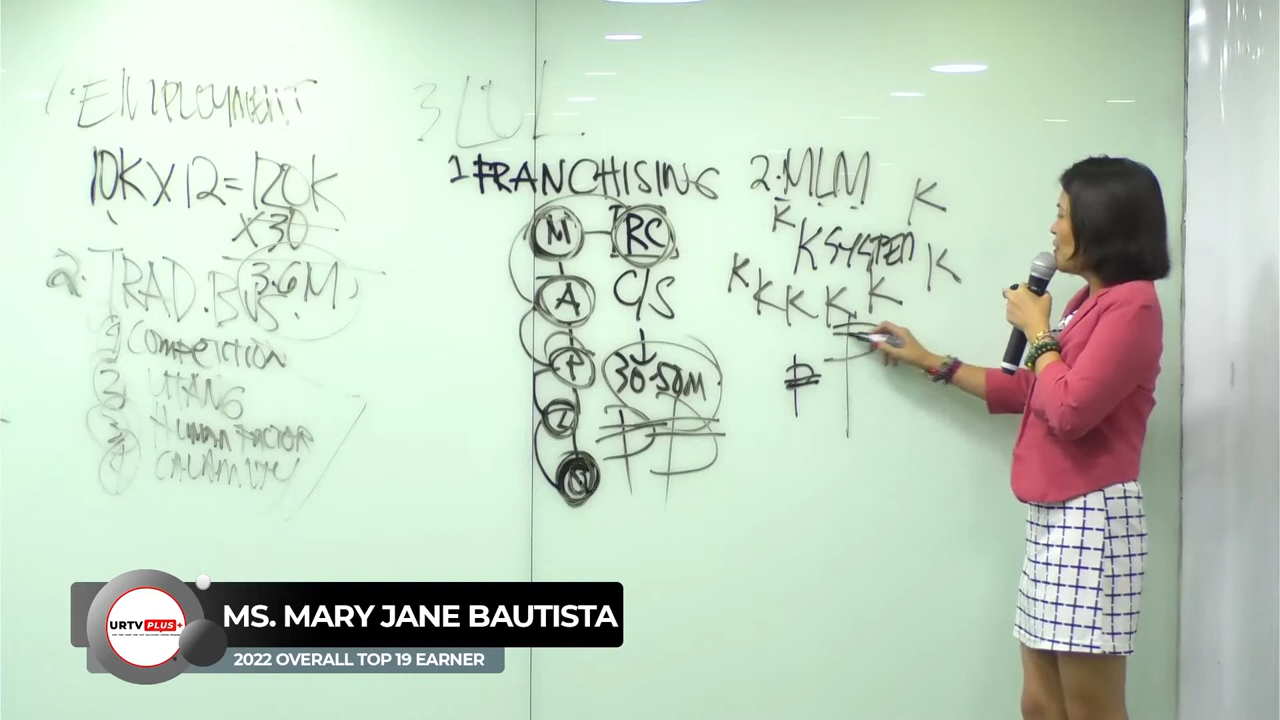 1. EMPLOYMENT
10K X 12 = 120K
X 30
3.6M
2. TRAD. BUS.
1 COMPETITION
2 UTANG
3 HUMAN FACTOR
4 CALAMITY
3
1 FRANCHISING
M RC
A C/S
P 30-50M
₱ ₱
2. MLM
K
K
K SYSTEM
K
K K K K K
₱ ₱
URTV PLUS+
MS. MARY JANE BAUTISTA
2022 OVERALL TOP 19 EARNER